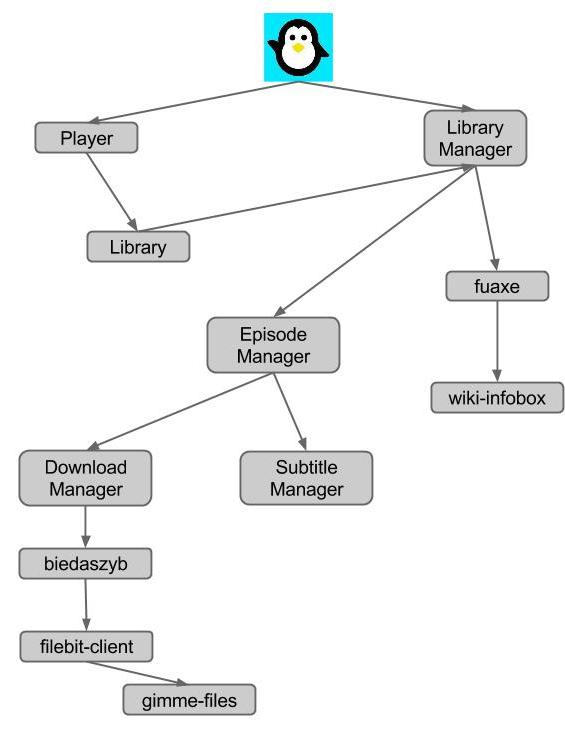 Player
Library
Manager
Library
fuaxe
Episode
Manager
wiki-infobox
Download
Manager
Subtitle
Manager
biedaszyb
filebit-client
gimme-files